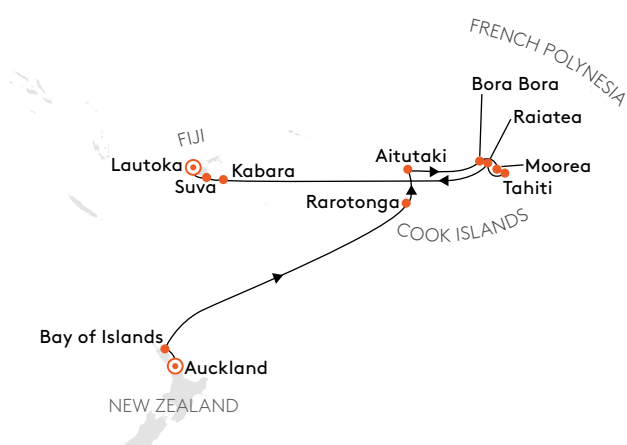 FRENCH POLYNESIA
Bora Bora
Raiatea
FIJI
Aitutaki
Lautoka
Kabara
Moorea
Suva
Tahiti
Rarotonga
COOK ISLANDS
Bay of Islands
Auckland
NEW ZEALAND